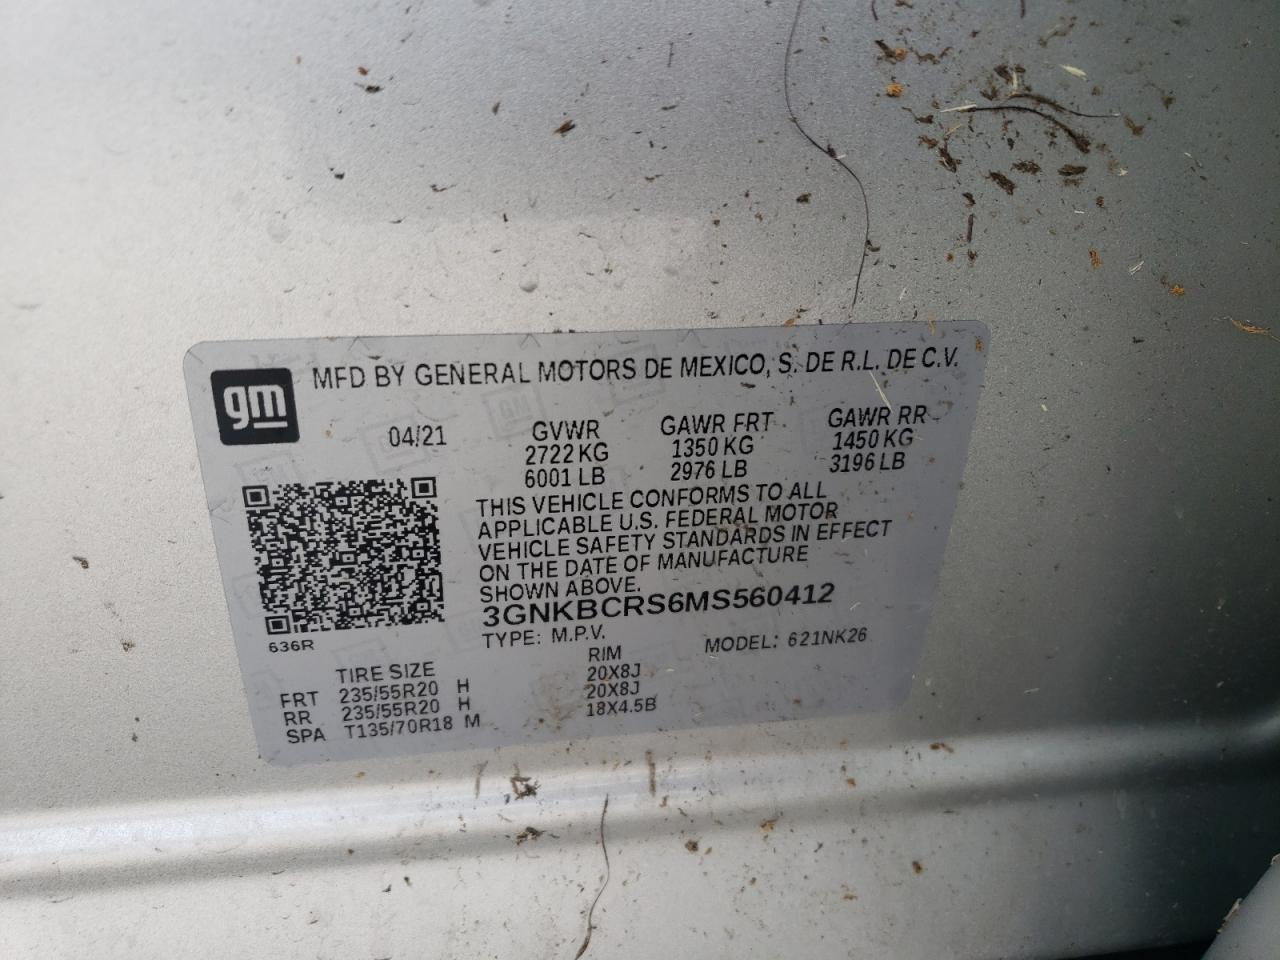 gm
MFD BY GENERAL MOTORS DE MEXICO, S. DE R.L. DE C.V.
04/21 GVWR GAWR FRT GAWR RR
2722 KG 1350 KG 1450 KG
6001 LB 2976 LB 3196 LB
THIS VEHICLE CONFORMS TO ALL
APPLICABLE U.S. FEDERAL MOTOR
VEHICLE SAFETY STANDARDS IN EFFECT
ON THE DATE OF MANUFACTURE
SHOWN ABOVE.
3GNKBCRS6MS560412
636R
TYPE: M.P.V. MODEL: 621NK26
TIRE SIZE RIM
FRT 235/55R20 H 20X8J
RR 235/55R20 H 20X8J
SPA T135/70R18 M 18X4.5B